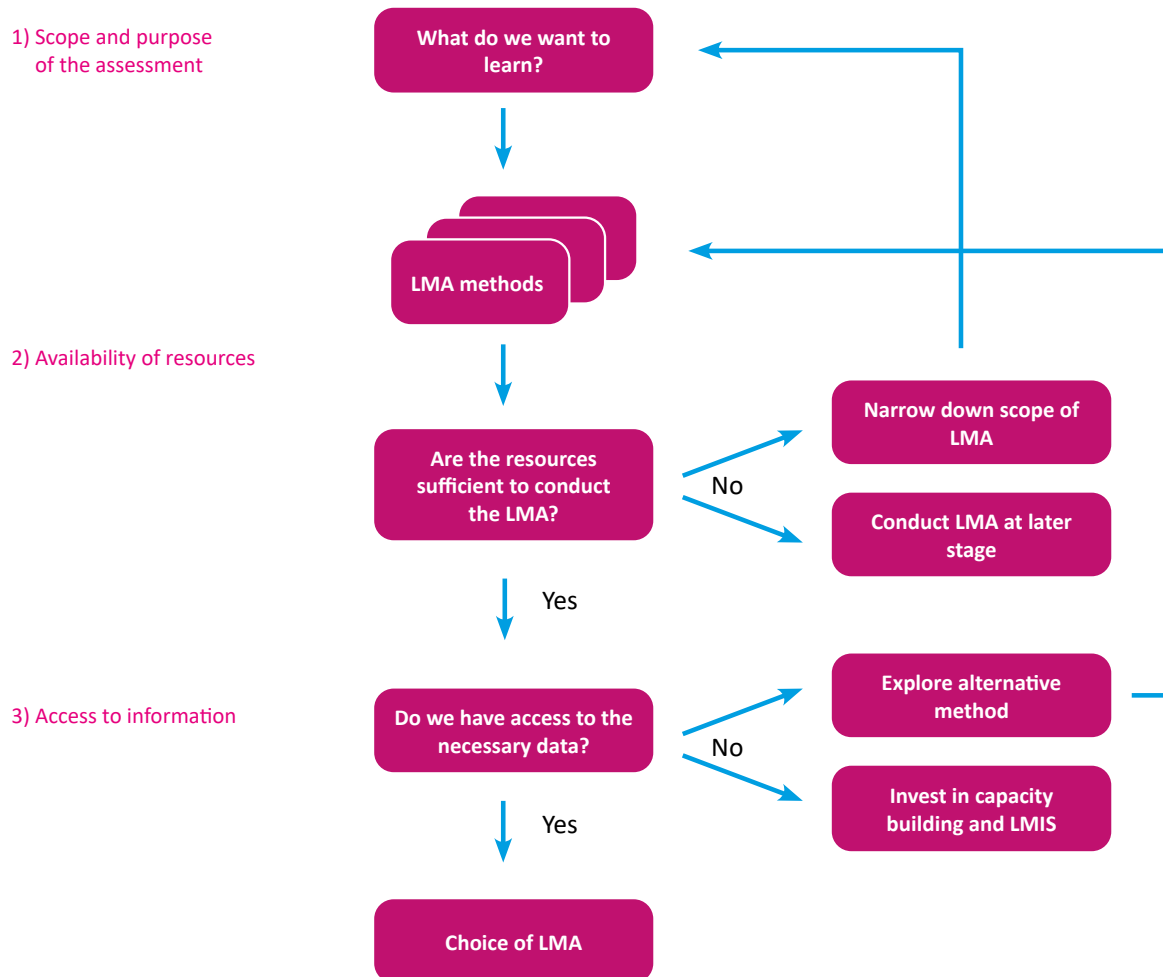 1) Scope and purpose
of the assessment
What do we want to
learn?
LMA methods
2) Availability of resources
Are the resources
sufficient to conduct
the LMA?
No
Narrow down scope of
LMA
Conduct LMA at later
stage
Yes
3) Access to information
Do we have access to the
necessary data?
No
Explore alternative
method
Invest in capacity
building and LMIS
Yes
Choice of LMA